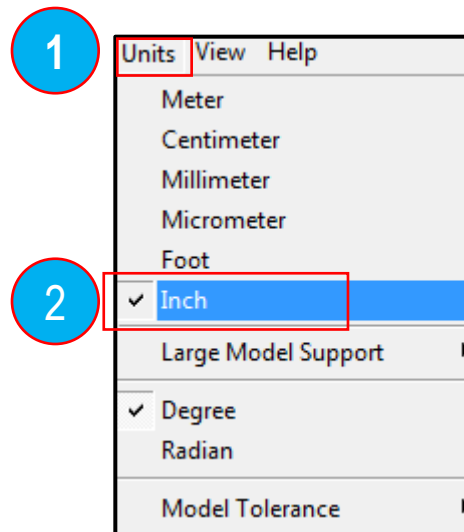 1
Units View Help
Meter
Centimeter
Millimeter
Micrometer
Foot
2
Inch
Large Model Support
Degree
Radian
Model Tolerance